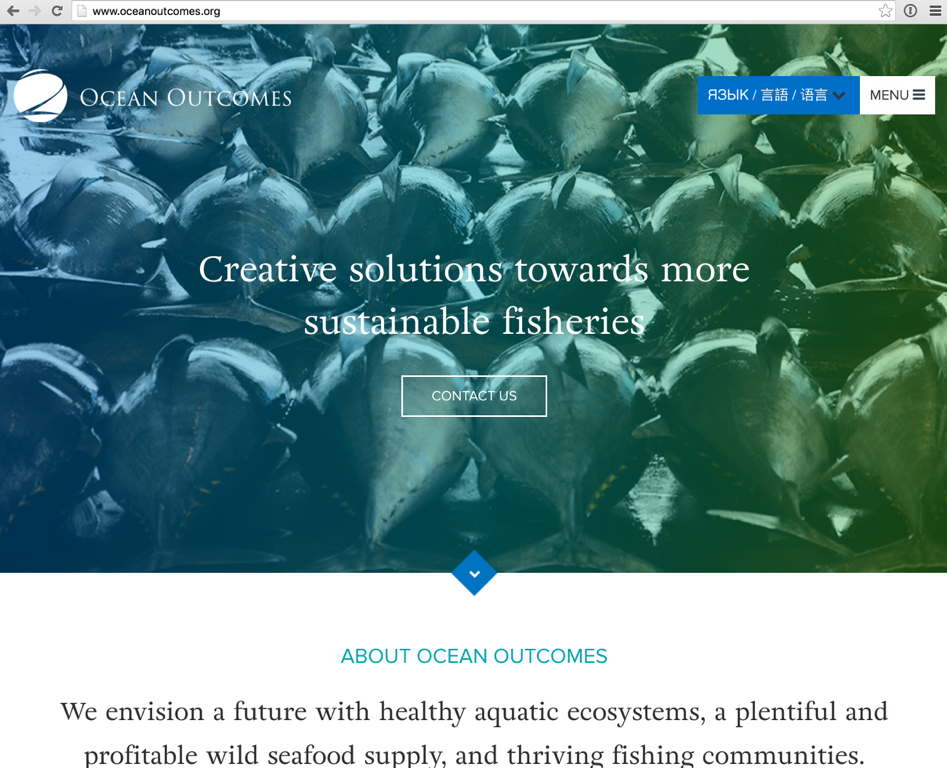 www.oceanoutcomes.org
OCEAN OUTCOMES
ЯЗЫК / 言語 / 语言
MENU
Creative solutions towards more
sustainable fisheries
CONTACT US
ABOUT OCEAN OUTCOMES
We envision a future with healthy aquatic ecosystems, a plentiful and
profitable wild seafood supply, and thriving fishing communities.